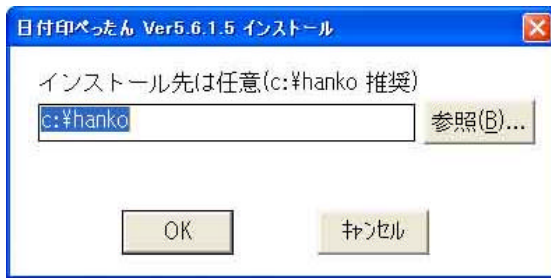 日付印ぺったん Ver5.6.1.5 インストール
インストール先は任意(c:¥hanko 推奨)
c:¥hanko
参照(B)...
OK
ｷｬﾝｾﾙ